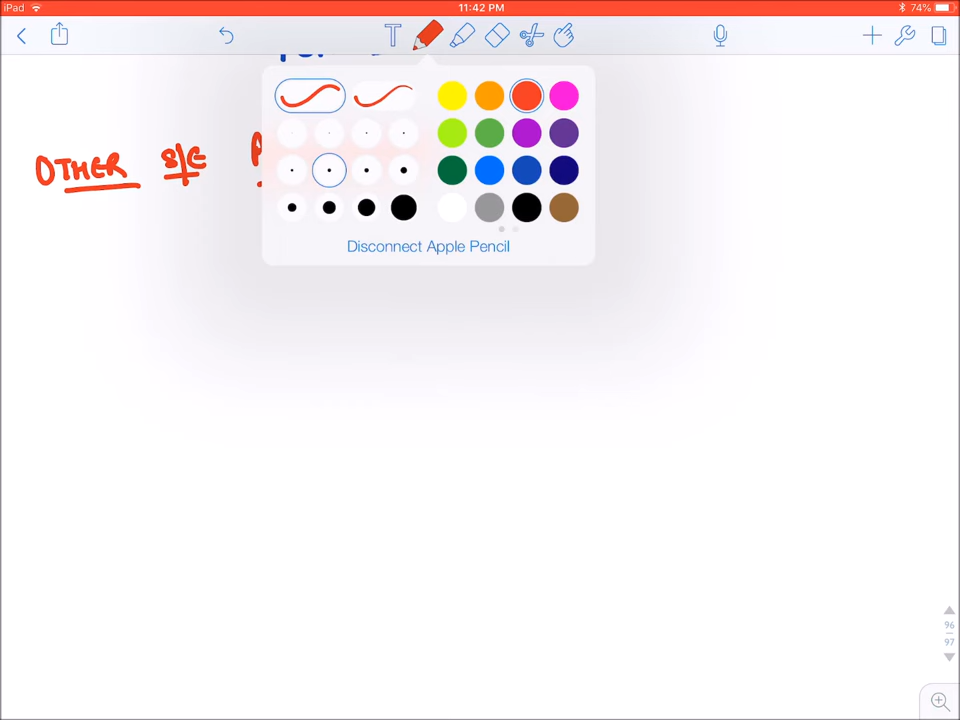 iPad 11:42 PM 74%
T
OTHER S/E
Disconnect Apple Pencil
96
97